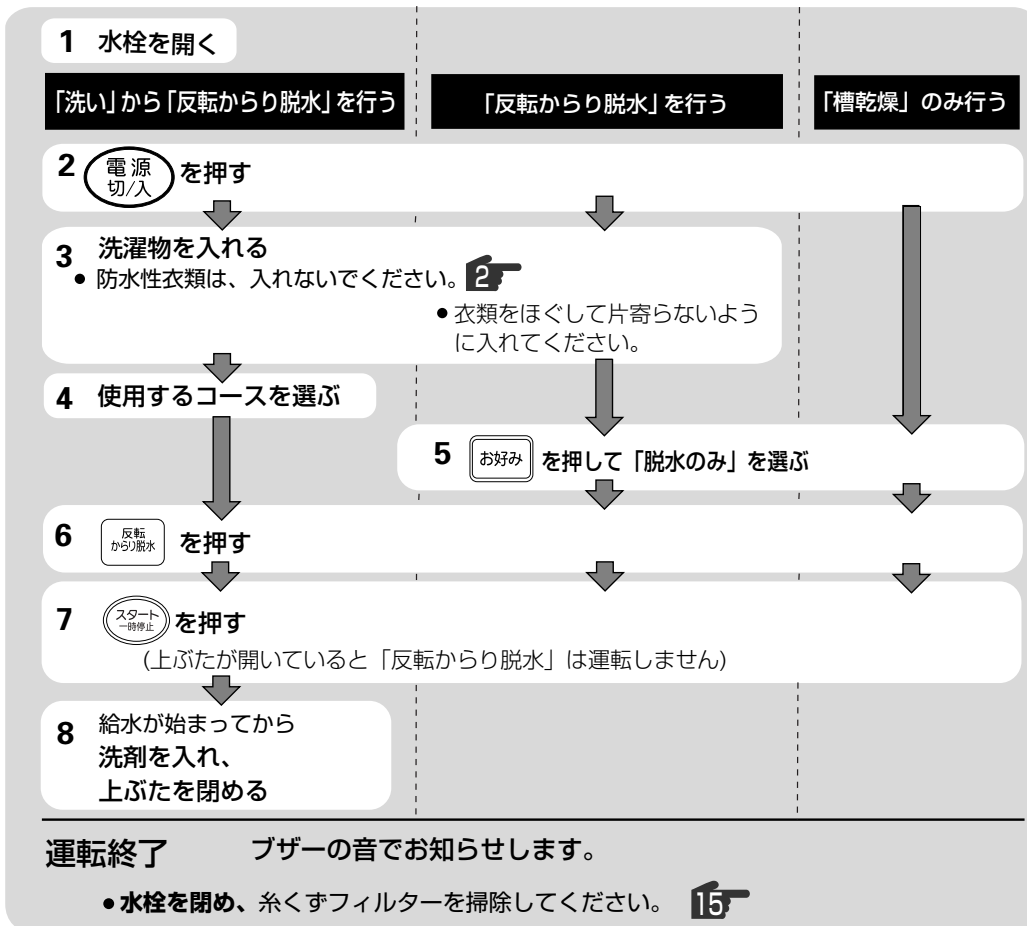 1 水栓を開く
「洗い」から「反転からり脱水」を行う
「反転からり脱水」を行う
「槽乾燥」のみ行う
2 電源 切/入 を押す
3 洗濯物を入れる
● 防水性衣類は、入れないでください。 2
● 衣類をほぐして片寄らないよう
に入れてください。
4 使用するコースを選ぶ
5 お好み を押して「脱水のみ」を選ぶ
6 反転 からり脱水 を押す
7 スタート 一時停止 を押す
(上ぶたが開いていると「反転からり脱水」は運転しません)
8 給水が始まってから
洗剤を入れ、
上ぶたを閉める
運転終了 ブザーの音でお知らせします。
● 水栓を閉め、糸くずフィルターを掃除してください。 15